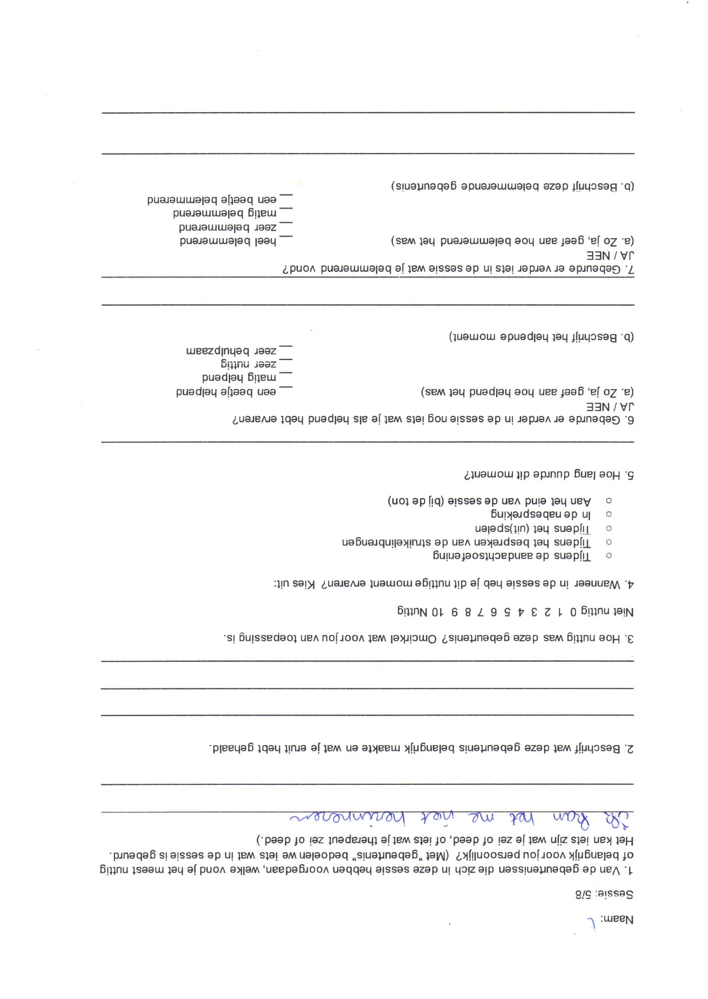 Naam:
Sessie: 5/8
1. Van de gebeurtenissen die zich in deze sessie hebben voorgedaan, welke vond je het meest nuttig
of belangrijk voor jou persoonlijk? (Met "gebeurtenis" bedoelen we iets wat in de sessie is gebeurd.
Het kan iets zijn wat je zei of deed, of iets wat je therapeut zei of deed.)
ik kan het me niet herinneren
2. Beschrijf wat deze gebeurtenis belangrijk maakte en wat je eruit hebt gehaald.
3. Hoe nuttig was deze gebeurtenis? Omcirkel wat voor jou van toepassing is.
Niet nuttig 0 1 2 3 4 5 6 7 8 9 10 Nuttig
4. Wanneer in de sessie heb je dit nuttige moment ervaren? Kies uit:
o Tijdens de aandachtsoefening
o Tijdens het bespreken van de struikelinbrengen
o Tijdens het (uit)spelen
o In de nabespreking
o Aan het eind van de sessie (bij de ton)
5. Hoe lang duurde dit moment?
6. Gebeurde er verder in de sessie nog iets wat je als helpend hebt ervaren?
JA / NEE
(a. Zo ja, geef aan hoe helpend het was) __ een beetje helpend
__ matig helpend
__ zeer nuttig
__ zeer behulpzaam
(b. Beschrijf het helpende moment)
7. Gebeurde er verder iets in de sessie wat je belemmerend vond?
JA / NEE
(a. Zo ja, geef aan hoe belemmerend het was) __ heel belemmerend
__ zeer belemmerend
__ matig belemmerend
__ een beetje belemmerend
(b. Beschrijf deze belemmerende gebeurtenis)